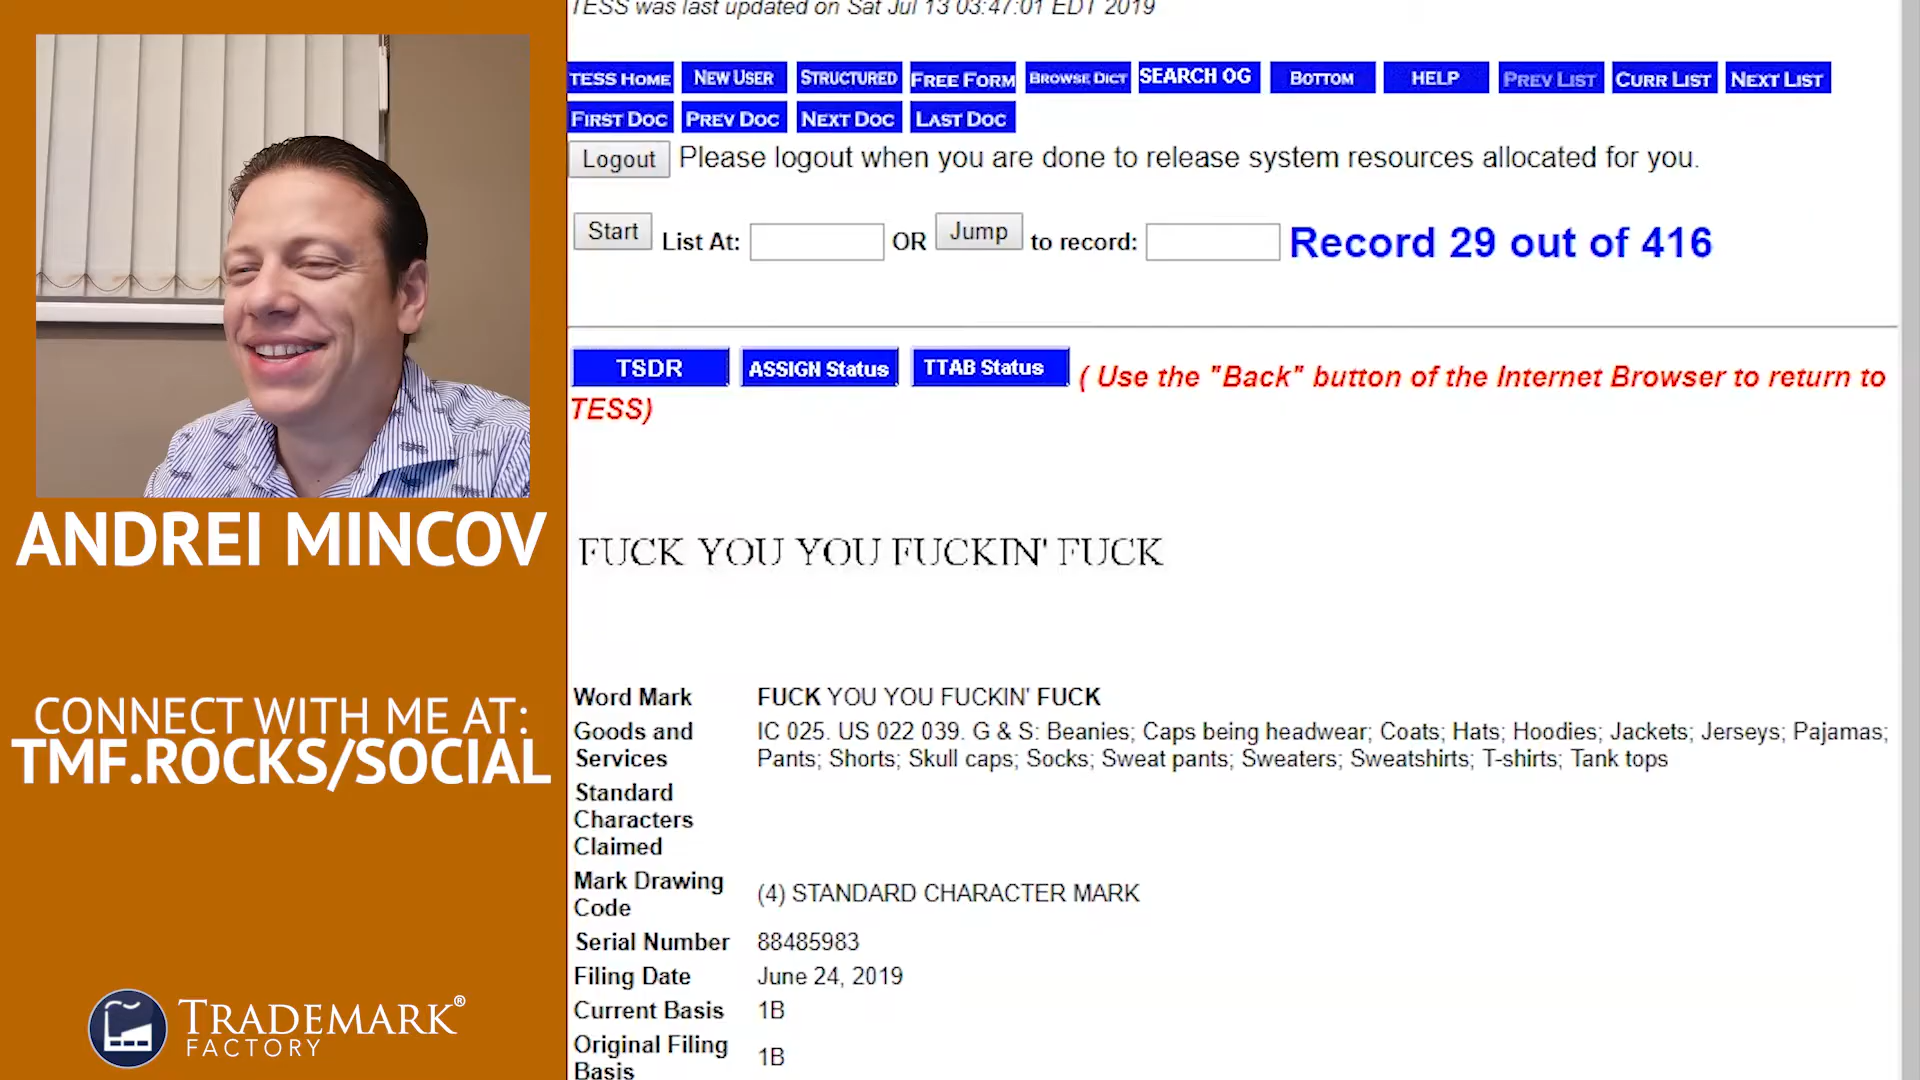 TESS was last updated on Sat Jul 13 03:47:01 EDT 2019
TESS HOME NEW USER STRUCTURED FREE FORM BROWSE DICT SEARCH OG BOTTOM HELP PREV LIST CURR LIST NEXT LIST
FIRST DOC PREV DOC NEXT DOC LAST DOC
Logout Please logout when you are done to release system resources allocated for you.
Start List At: OR Jump to record: Record 29 out of 416
TSDR ASSIGN Status TTAB Status ( Use the "Back" button of the Internet Browser to return to
TESS)
FUCK YOU YOU FUCKIN' FUCK
Word Mark FUCK YOU YOU FUCKIN' FUCK
Goods and IC 025. US 022 039. G & S: Beanies; Caps being headwear; Coats; Hats; Hoodies; Jackets; Jerseys; Pajamas;
Services Pants; Shorts; Skull caps; Socks; Sweat pants; Sweaters; Sweatshirts; T-shirts; Tank tops
Standard
Characters
Claimed
Mark Drawing
Code (4) STANDARD CHARACTER MARK
Serial Number 88485983
Filing Date June 24, 2019
Current Basis 1B
Original Filing
Basis 1B
ANDREI MINCOV
CONNECT WITH ME AT:
TMF.ROCKS/SOCIAL
TRADEMARK®
FACTORY